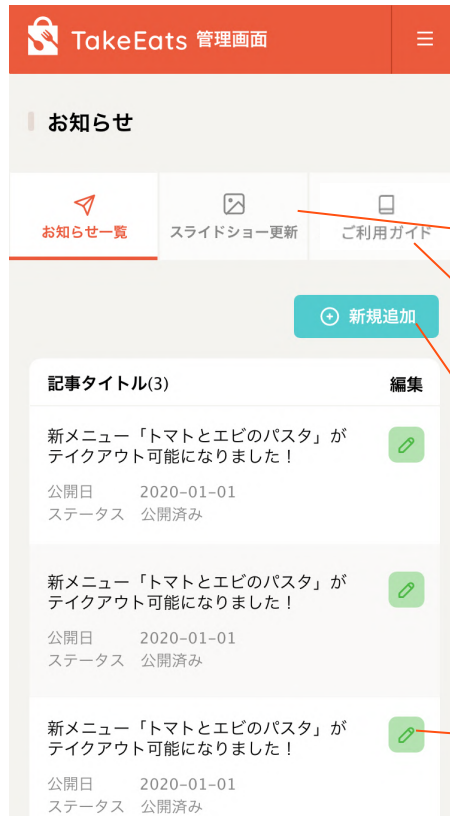 TakeEats 管理画面
お知らせ
お知らせ一覧
スライドショー更新
ご利用ガイド
新規追加
記事タイトル(3) 編集
新メニュー「トマトとエビのパスタ」が
テイクアウト可能になりました！
公開日 2020-01-01
ステータス 公開済み
新メニュー「トマトとエビのパスタ」が
テイクアウト可能になりました！
公開日 2020-01-01
ステータス 公開済み
新メニュー「トマトとエビのパスタ」が
テイクアウト可能になりました！
公開日 2020-01-01
ステータス 公開済み